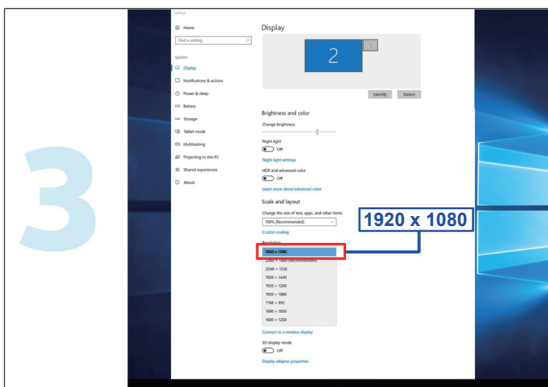 3
Settings
Home
Find a setting
System
Display
Notifications & actions
Power & sleep
Battery
Storage
Tablet mode
Multitasking
Projecting to this PC
Shared experiences
About
Display
2
1
Identify
Detect
Brightness and color
Change brightness
Night light
Off
Night light settings
HDR and advanced color
Off
Learn more about advanced color
Scale and layout
Change the size of text, apps, and other items
(Recommended)
Custom scaling
Resolution
1920 x 1080
(Recommended)
2048 × 1536
1920 × 1440
1920 × 1200
1920 × 1080
1768 × 992
1680 × 1050
1600 × 1200
Connect to a wireless display
3D display mode
Off
Display adapter properties